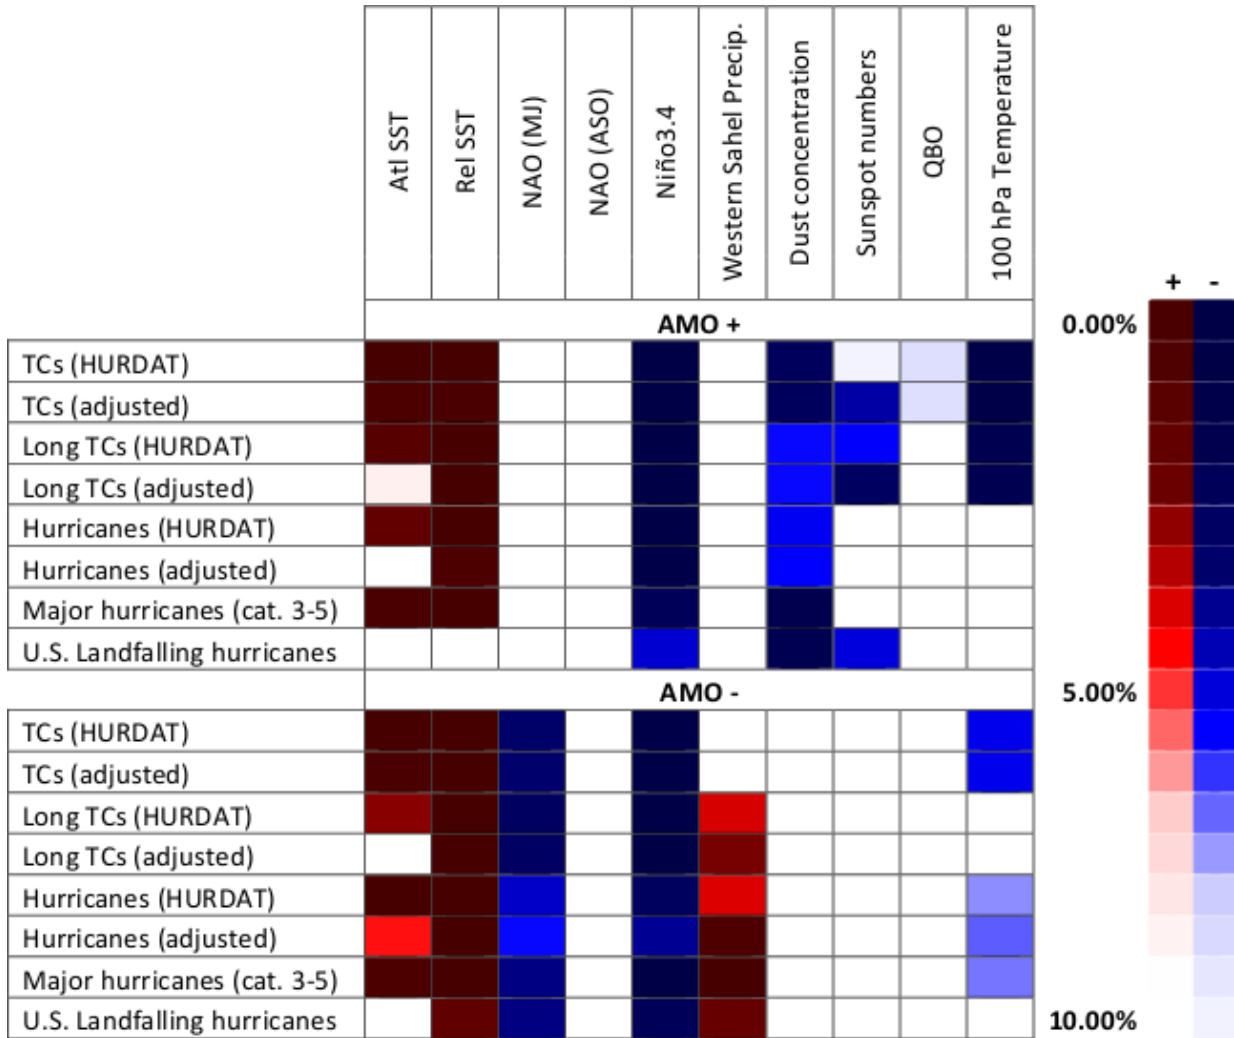 Atl SST
Rel SST
NAO (MJ)
NAO (ASO)
Niño3.4
Western Sahel Precip.
Dust concentration
Sunspot numbers
QBO
100 hPa Temperature
+ -
AMO +
0.00%
TCs (HURDAT)
TCs (adjusted)
Long TCs (HURDAT)
Long TCs (adjusted)
Hurricanes (HURDAT)
Hurricanes (adjusted)
Major hurricanes (cat. 3-5)
U.S. Landfalling hurricanes
AMO -
5.00%
TCs (HURDAT)
TCs (adjusted)
Long TCs (HURDAT)
Long TCs (adjusted)
Hurricanes (HURDAT)
Hurricanes (adjusted)
Major hurricanes (cat. 3-5)
U.S. Landfalling hurricanes
10.00%